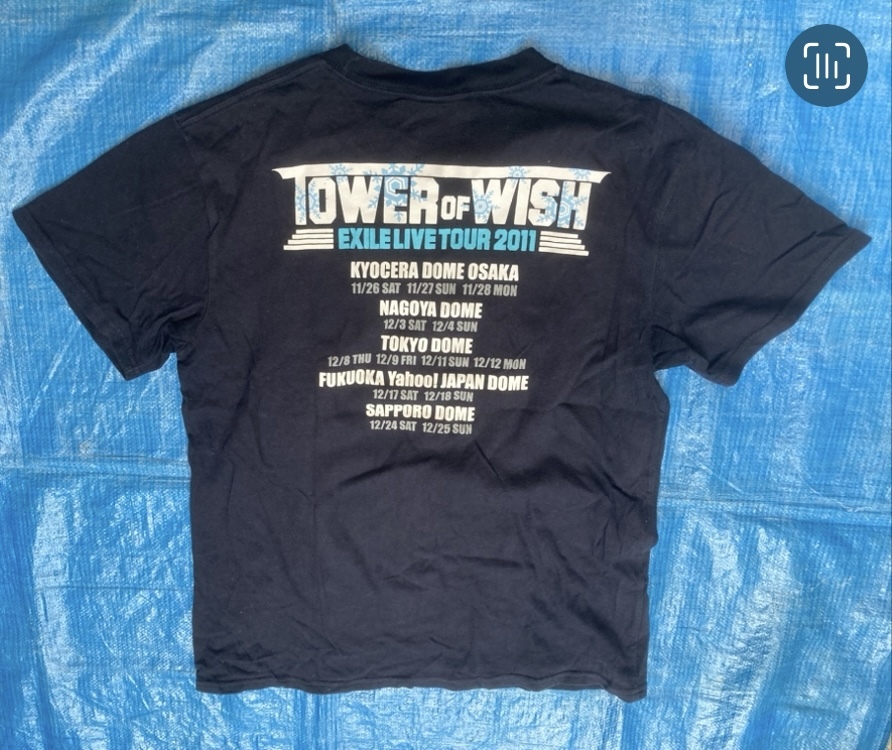 TOWER OF WISH
EXILE LIVE TOUR 2011
KYOCERA DOME OSAKA
11/26 SAT 11/27 SUN 11/28 MON
NAGOYA DOME
12/3 SAT 12/4 SUN
TOKYO DOME
12/8 THU 12/9 FRI 12/11 SUN 12/12 MON
FUKUOKA Yahoo! JAPAN DOME
12/17 SAT 12/18 SUN
SAPPORO DOME
12/24 SAT 12/25 SUN